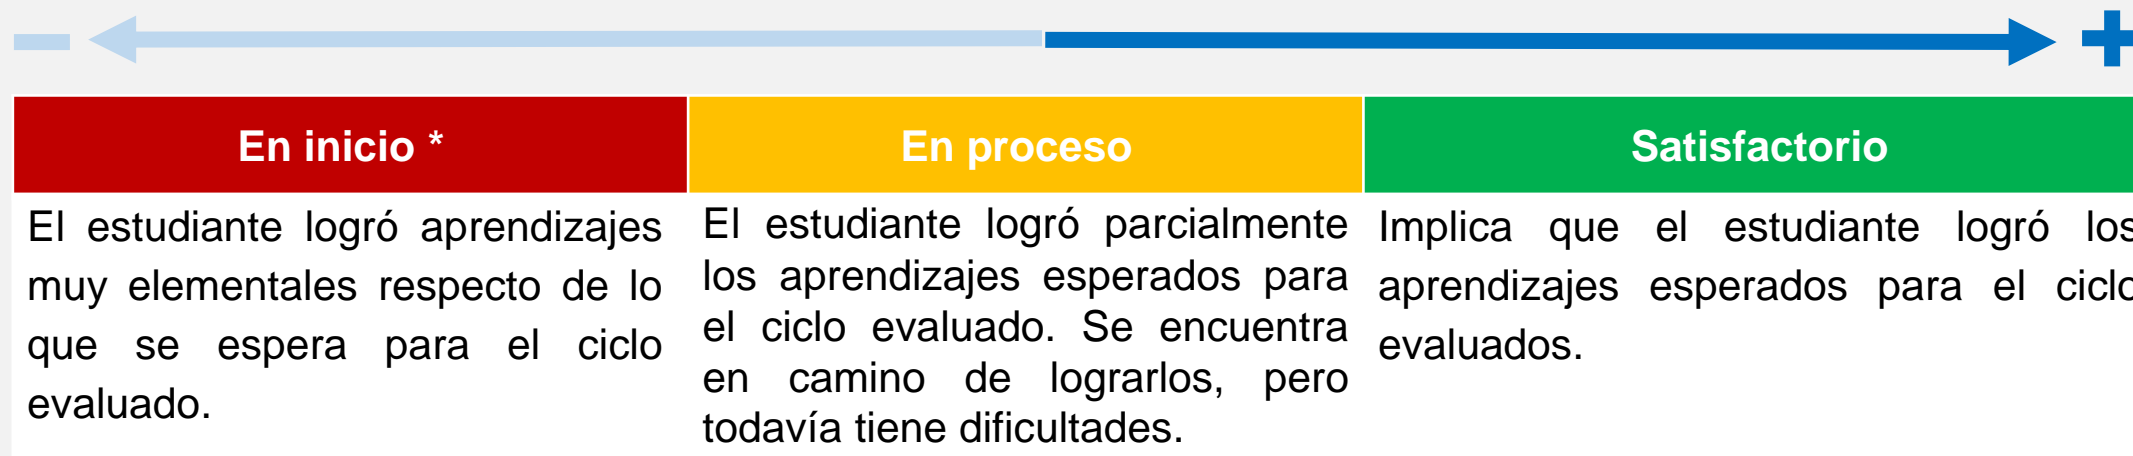 En inicio *
En proceso
Satisfactorio
El estudiante logró aprendizajes
muy elementales respecto de lo
que se espera para el ciclo
evaluado.
El estudiante logró parcialmente
los aprendizajes esperados para
el ciclo evaluado. Se encuentra
en camino de lograrlos, pero
todavía tiene dificultades.
Implica que el estudiante logró los
aprendizajes esperados para el ciclo
evaluados.